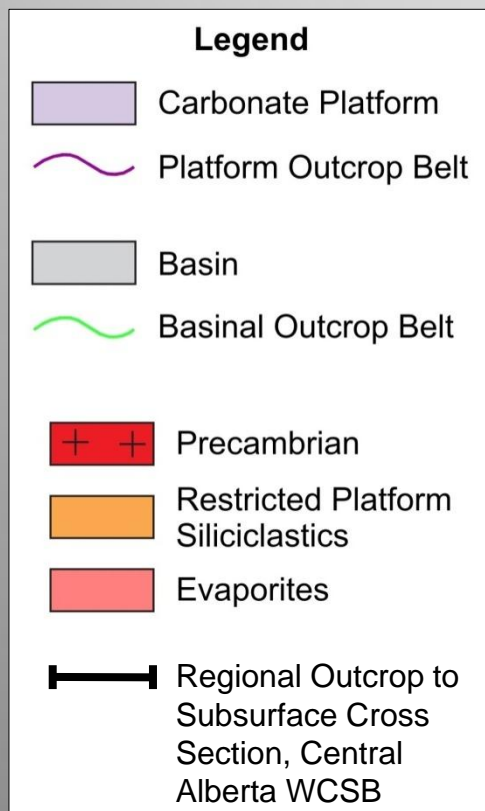 Legend
Carbonate Platform
Platform Outcrop Belt
Basin
Basinal Outcrop Belt
Precambrian
Restricted Platform
Siliciclastics
Evaporites
Regional Outcrop to
Subsurface Cross
Section, Central
Alberta WCSB